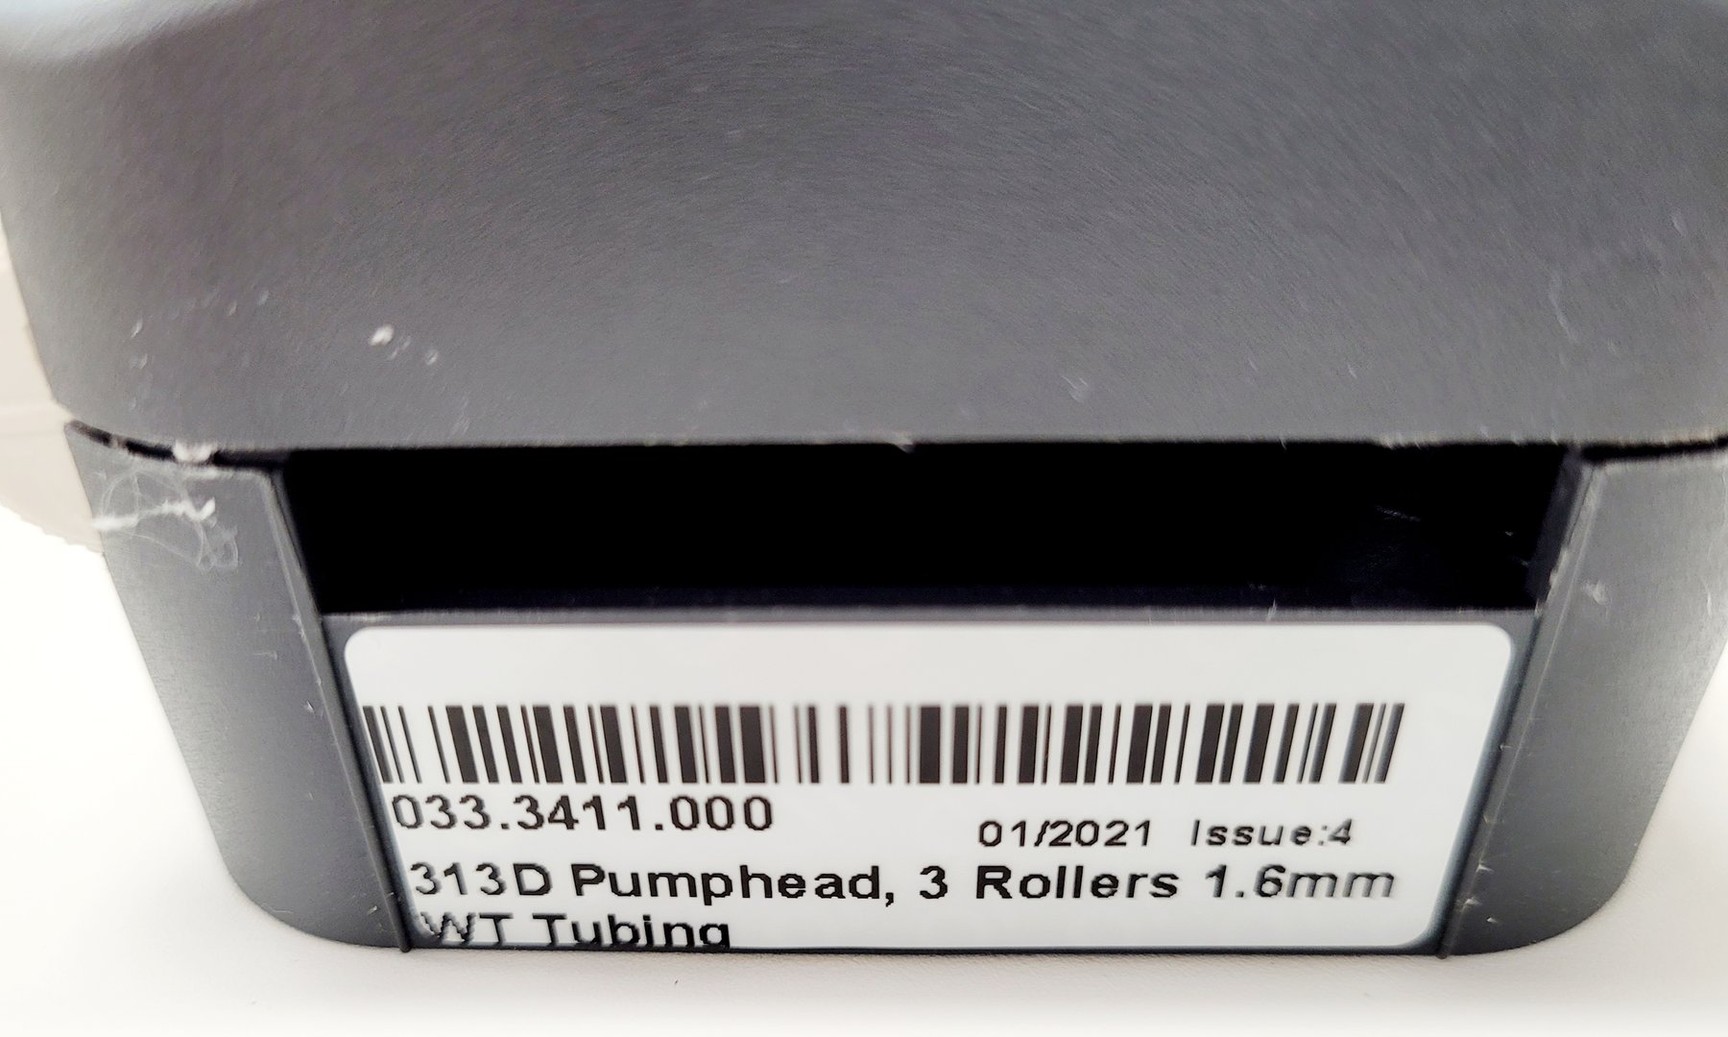 033.3411.000
01/2021 Issue:4
313D Pumphead, 3 Rollers 1.6mm
WT Tubing